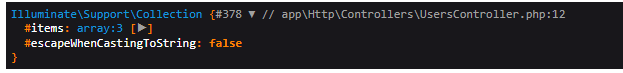 Illuminate\Support\Collection {#378 ▼ // app\Http\Controllers\UsersController.php:12
#items: array:3 [▶]
#escapeWhenCastingToString: false
}